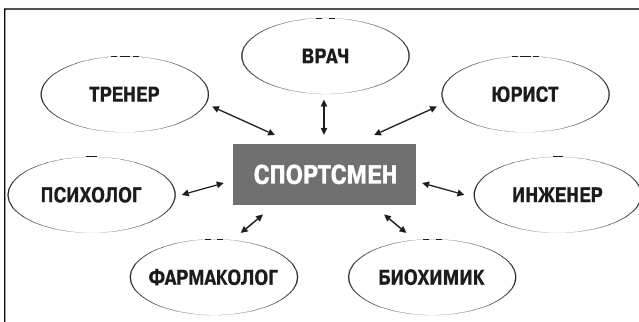 ВРАЧ
ТРЕНЕР
ЮРИСТ
СПОРТСМЕН
ПСИХОЛОГ
ИНЖЕНЕР
ФАРМАКОЛОГ
БИОХИМИК